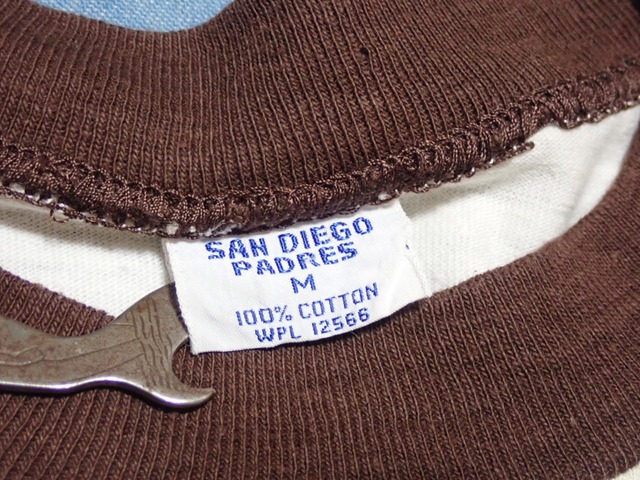 SAN DIEGO
PADRES
M
100% COTTON
WPL 12566